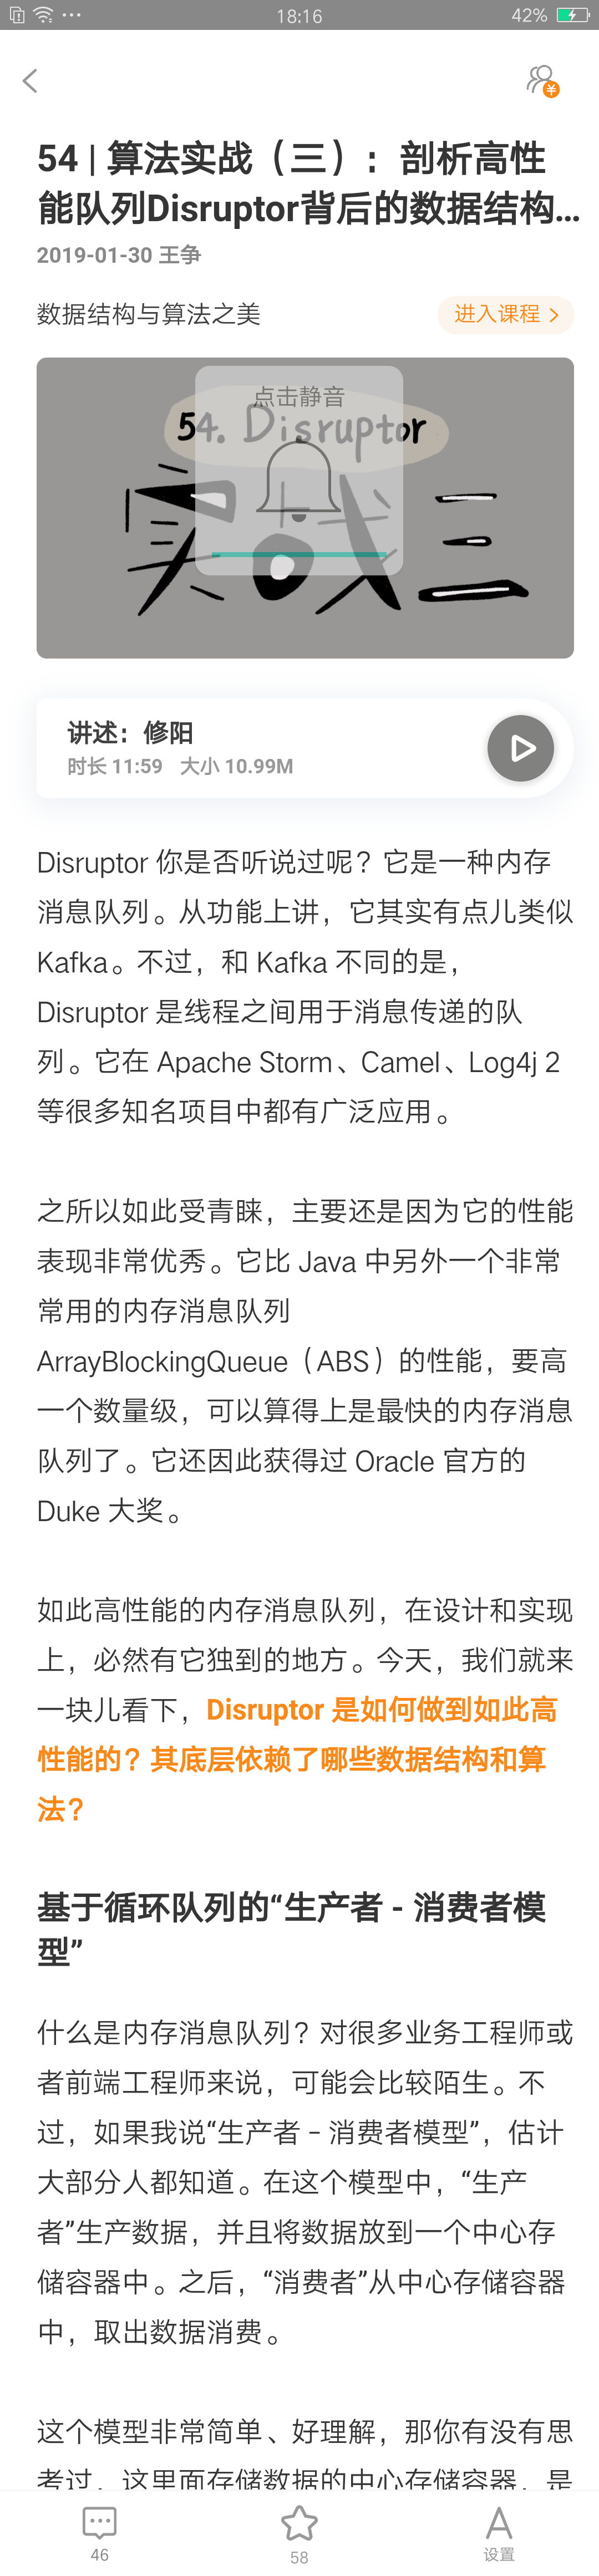 18:16
42%
54 | 算法实战（三）：剖析高性
能队列Disruptor背后的数据结构...
2019-01-30 王争
数据结构与算法之美
进入课程
点击静音
54. Disruptor
实战三
讲述：修阳
时长 11:59 大小 10.99M
Disruptor 你是否听说过呢？它是一种内存
消息队列。从功能上讲，它其实有点儿类似
Kafka。不过，和 Kafka 不同的是，
Disruptor 是线程之间用于消息传递的队
列。它在 Apache Storm、Camel、Log4j 2
等很多知名项目中都有广泛应用。
之所以如此受青睐，主要还是因为它的性能
表现非常优秀。它比 Java 中另外一个非常
常用的内存消息队列
ArrayBlockingQueue（ABS）的性能，要高
一个数量级，可以算得上是最快的内存消息
队列了。它还因此获得过 Oracle 官方的
Duke 大奖。
如此高性能的内存消息队列，在设计和实现
上，必然有它独到的地方。今天，我们就来
一块儿看下，Disruptor 是如何做到如此高
性能的？其底层依赖了哪些数据结构和算
法？
基于循环队列的“生产者 - 消费者模
型”
什么是内存消息队列？对很多业务工程师或
者前端工程师来说，可能会比较陌生。不
过，如果我说“生产者 - 消费者模型”，估计
大部分人都知道。在这个模型中，“生产
者”生产数据，并且将数据放到一个中心存
储容器中。之后，“消费者”从中心存储容器
中，取出数据消费。
这个模型非常简单、好理解，那你有没有思
考过，这里面存储数据的中心存储容器，是
46
58
设置